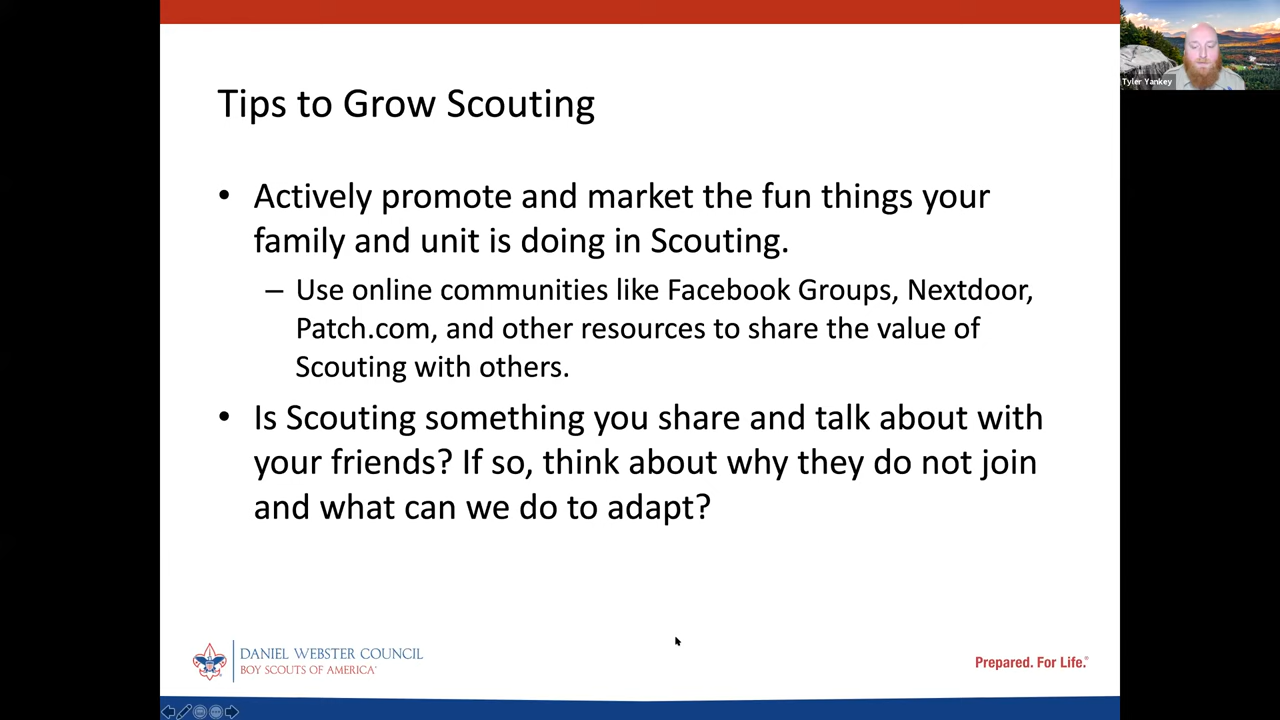 Tyler Yankey
Tips to Grow Scouting
• Actively promote and market the fun things your
family and unit is doing in Scouting.
– Use online communities like Facebook Groups, Nextdoor,
Patch.com, and other resources to share the value of
Scouting with others.
• Is Scouting something you share and talk about with
your friends? If so, think about why they do not join
and what can we do to adapt?
DANIEL WEBSTER COUNCIL
BOY SCOUTS OF AMERICA®
Prepared. For Life.®